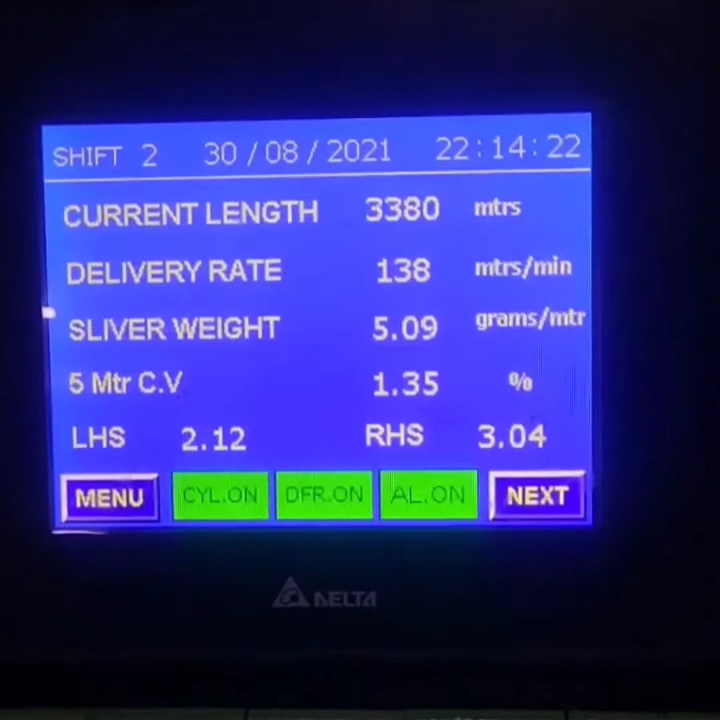 SHIFT 2 30 / 08 / 2021 22 : 14 : 22
CURRENT LENGTH 3380 mtrs
DELIVERY RATE 138 mtrs/min
SLIVER WEIGHT 5.09 grams/mtr
5 Mtr C.V 1.35 %
LHS 2.12 RHS 3.04
MENU CYL.ON DFR.ON AL.ON NEXT
DELTA